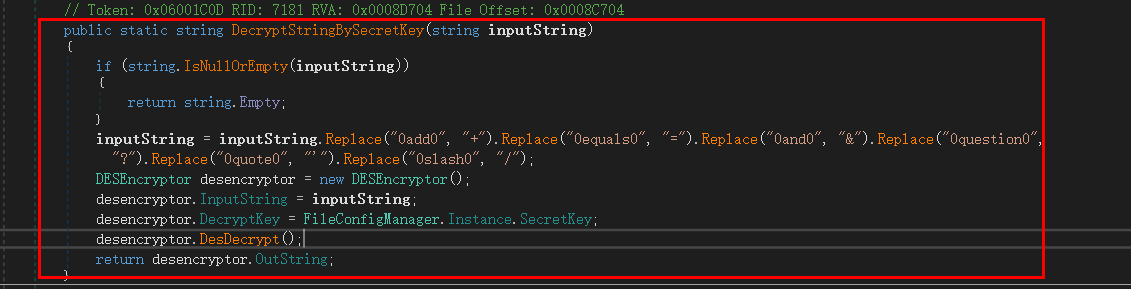 // Token: 0x06001C0D RID: 7181 RVA: 0x0008D704 File Offset: 0x0008C704
public static string DecryptStringBySecretKey(string inputString)
{
if (string.IsNullOrEmpty(inputString))
{
return string.Empty;
}
inputString = inputString.Replace("0add0", "+").Replace("0equals0", "=").Replace("0and0", "&").Replace("0question0",
"?").Replace("0quote0", "'").Replace("0slash0", "/");
DESEncryptor desencryptor = new DESEncryptor();
desencryptor.InputString = inputString;
desencryptor.DecryptKey = FileConfigManager.Instance.SecretKey;
desencryptor.DesDecrypt();
return desencryptor.OutString;
}